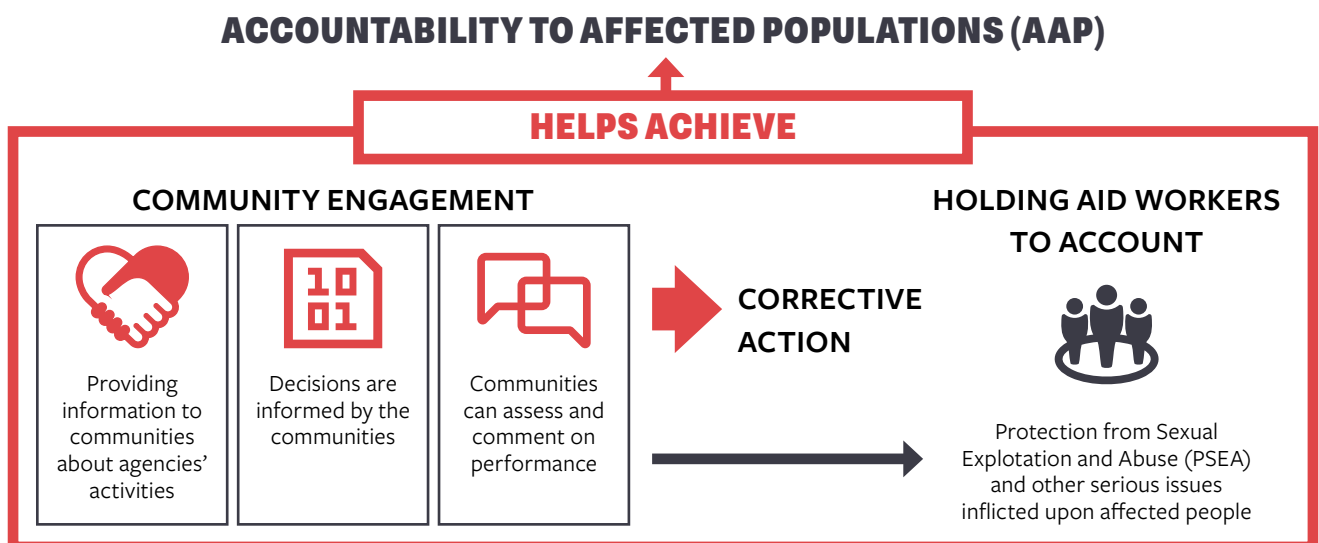 ACCOUNTABILITY TO AFFECTED POPULATIONS (AAP)
HELPS ACHIEVE
COMMUNITY ENGAGEMENT
Providing
information to
communities
about agencies’
activities
10
01
Decisions are
informed by the
communities
Communities
can assess and
comment on
performance
CORRECTIVE
ACTION
HOLDING AID WORKERS
TO ACCOUNT
Protection from Sexual
Explotation and Abuse (PSEA)
and other serious issues
inflicted upon affected people